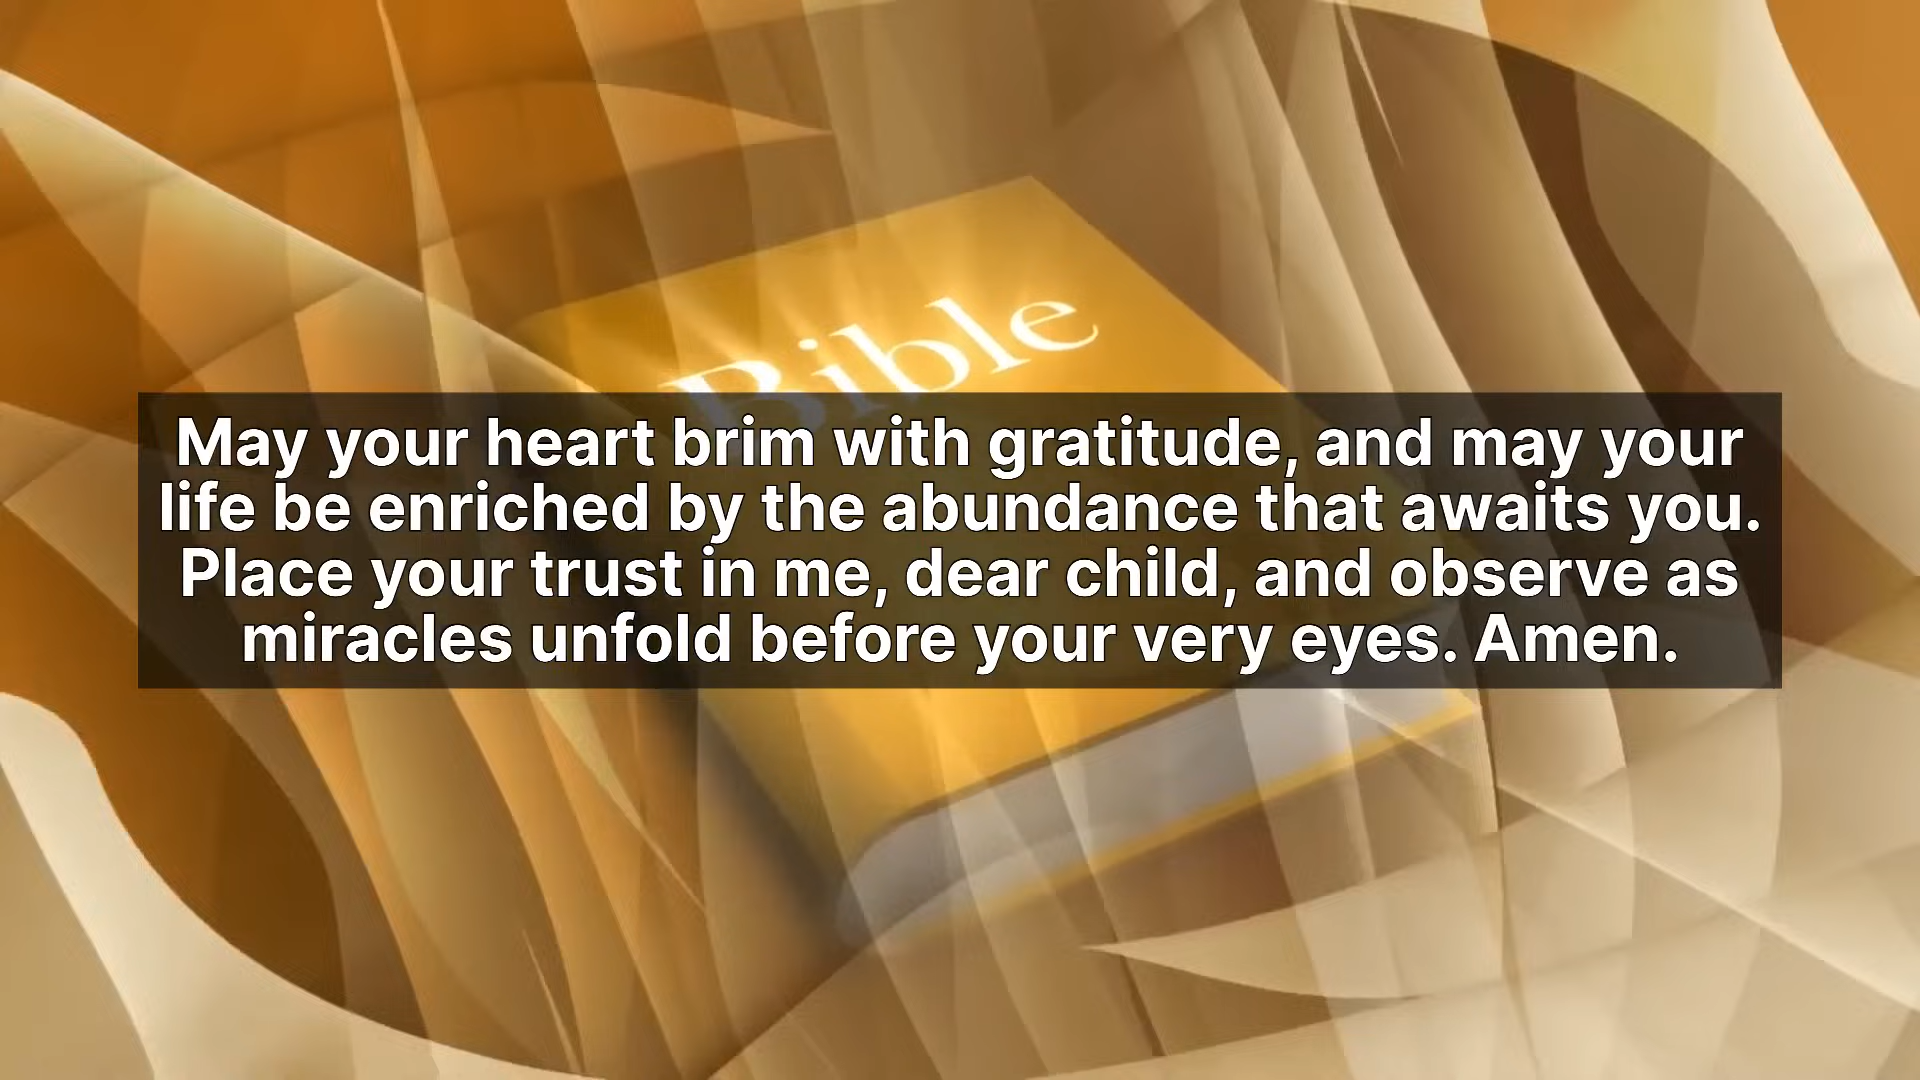 Bible
May your heart brim with gratitude, and may your
life be enriched by the abundance that awaits you.
Place your trust in me, dear child, and observe as
miracles unfold before your very eyes. Amen.